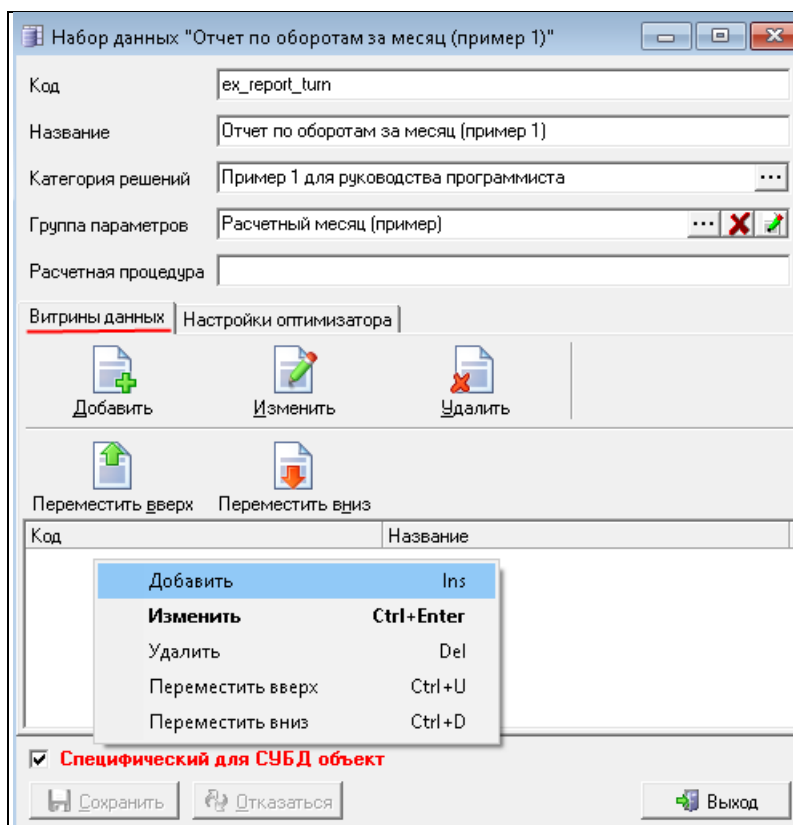 Набор данных "Отчет по оборотам за месяц (пример 1)"
Код ex_report_turn
Название Отчет по оборотам за месяц (пример 1)
Категория решений Пример 1 для руководства программиста ...
Группа параметров Расчетный месяц (пример) ...
Расчетная процедура
Витрины данных Настройки оптимизатора
Добавить Изменить Удалить
Переместить вверх Переместить вниз
Код Название
Добавить Ins
Изменить Ctrl+Enter
Удалить Del
Переместить вверх Ctrl+U
Переместить вниз Ctrl+D
Специфический для СУБД объект
Сохранить Отказаться Выход